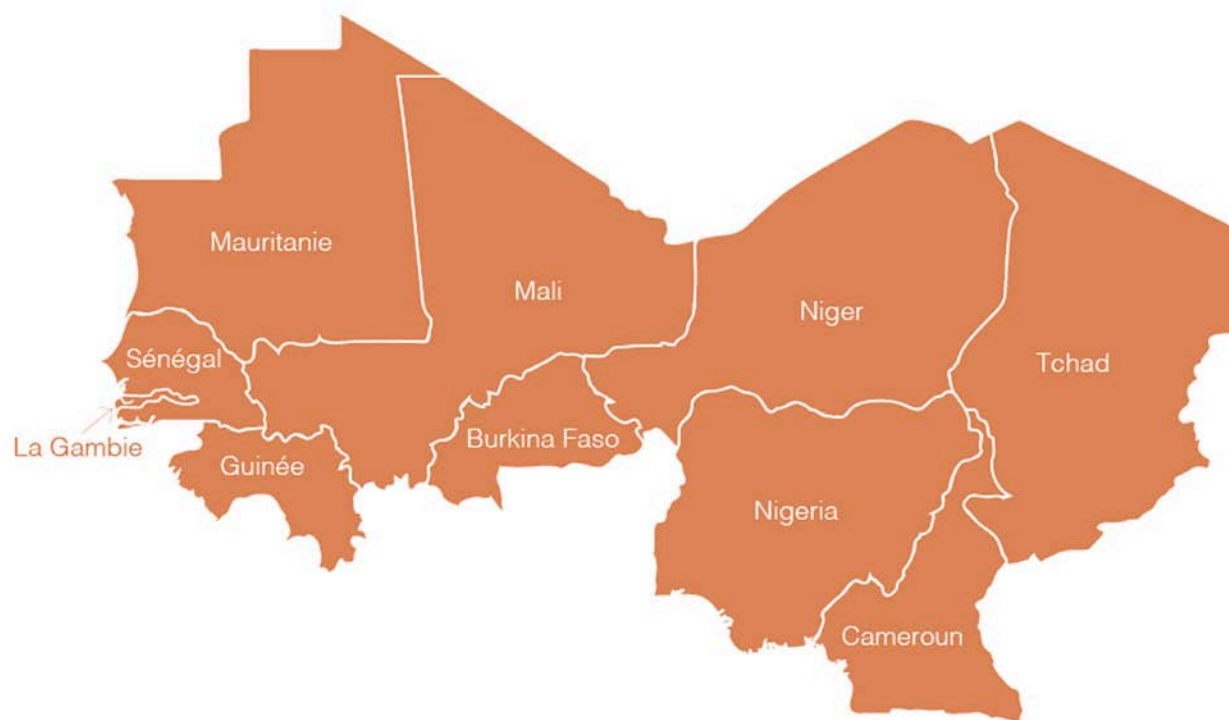 Mauritanie
Mali
Niger
Tchad
Sénégal
La Gambie
Guinée
Burkina Faso
Nigeria
Cameroun